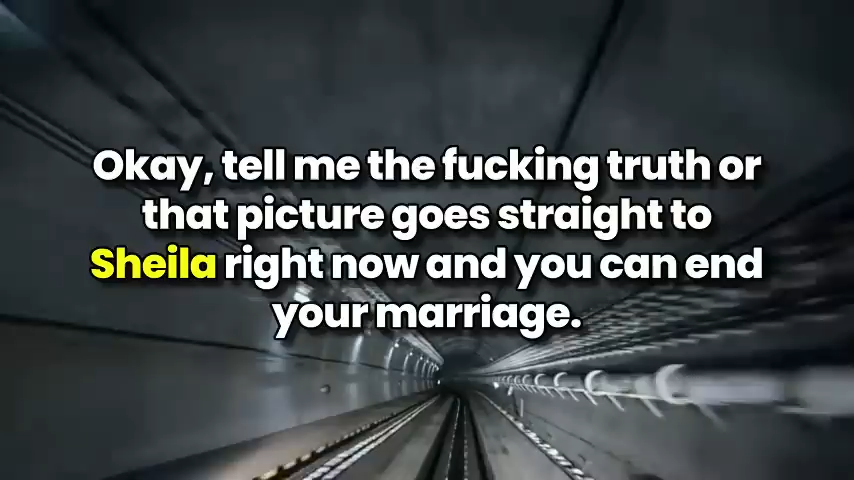 Okay, tell me the fucking truth or
that picture goes straight to
Sheila right now and you can end
your marriage.